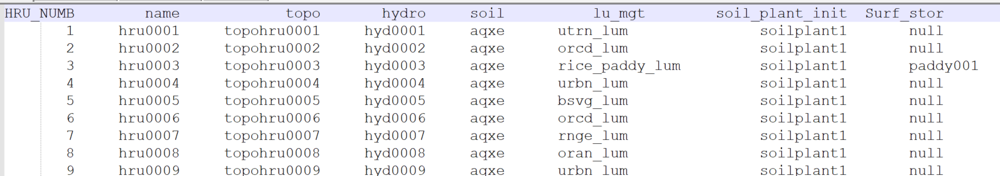 HRU_NUMB name topo hydro soil lu_mgt soil_plant_init Surf_stor
1 hru0001 topohru0001 hyd0001 aqxe utrn_lum soilplant1 null
2 hru0002 topohru0002 hyd0002 aqxe orcd_lum soilplant1 null
3 hru0003 topohru0003 hyd0003 aqxe rice_paddy_lum soilplant1 paddy001
4 hru0004 topohru0004 hyd0004 aqxe urbn_lum soilplant1 null
5 hru0005 topohru0005 hyd0005 aqxe bsvg_lum soilplant1 null
6 hru0006 topohru0006 hyd0006 aqxe orcd_lum soilplant1 null
7 hru0007 topohru0007 hyd0007 aqxe rnge_lum soilplant1 null
8 hru0008 topohru0008 hyd0008 aqxe oran_lum soilplant1 null
9 hru0009 topohru0009 hyd0009 aqxe urbn_lum soilplant1 null